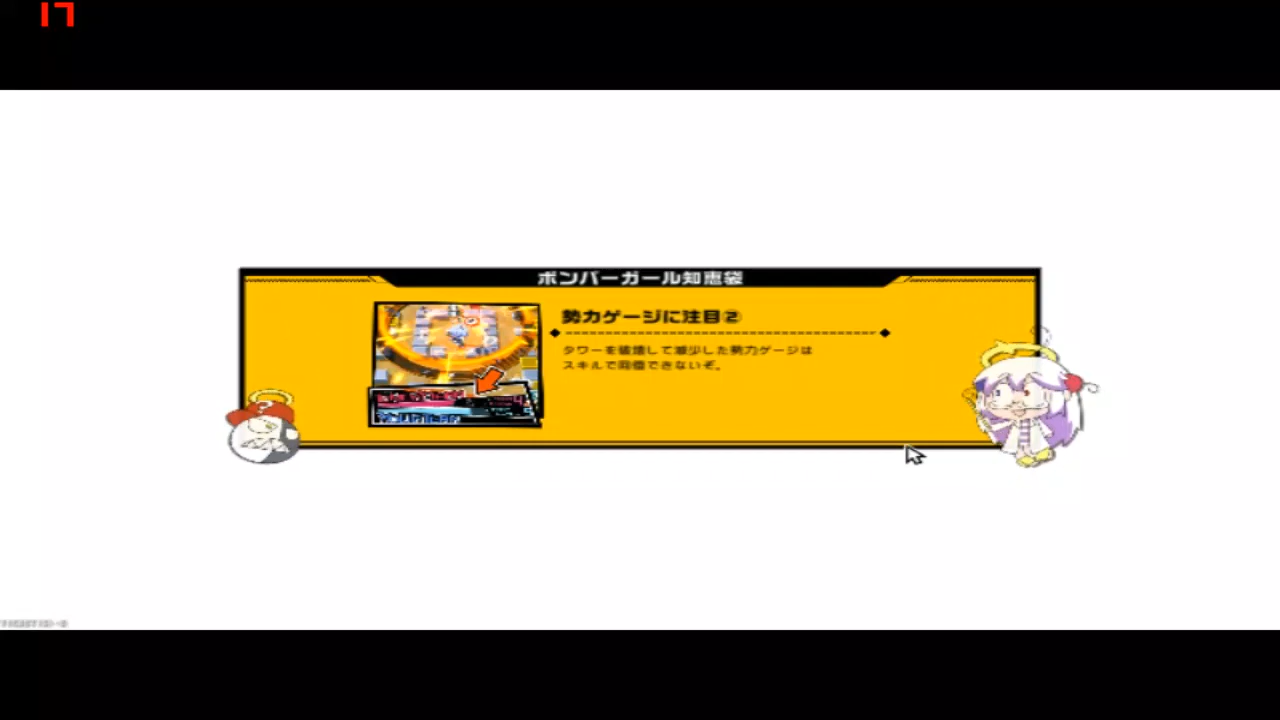 17
ボンバーガール知恵袋
勢力ゲージに注目②
タワーを破壊して減少した勢力ゲージは
スキルで回復できないぞ。